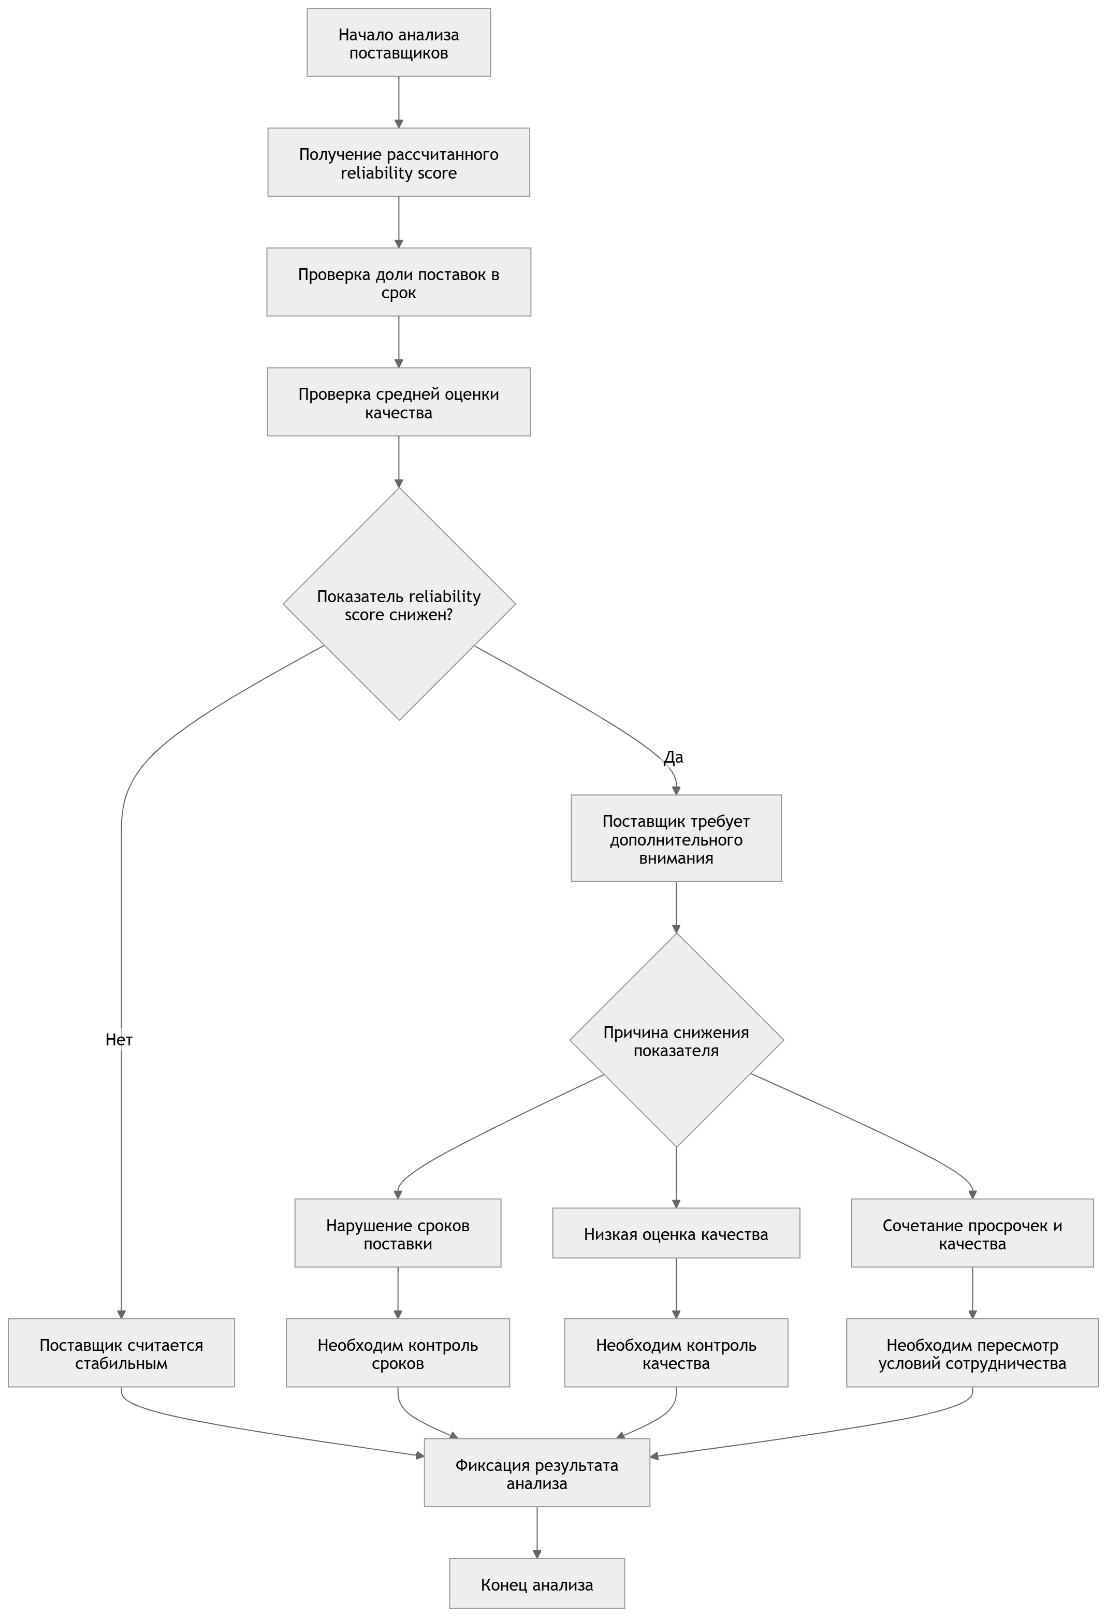 Начало анализа
поставщиков
Получение рассчитанного
reliability score
Проверка доли поставок в
срок
Проверка средней оценки
качества
Показатель reliability
score снижен?
Да
Поставщик требует
дополнительного
внимания
Нет
Причина снижения
показателя
Нарушение сроков
поставки
Низкая оценка качества
Сочетание просрочек и
качества
Поставщик считается
стабильным
Необходим контроль
сроков
Необходим контроль
качества
Необходим пересмотр
условий сотрудничества
Фиксация результата
анализа
Конец анализа